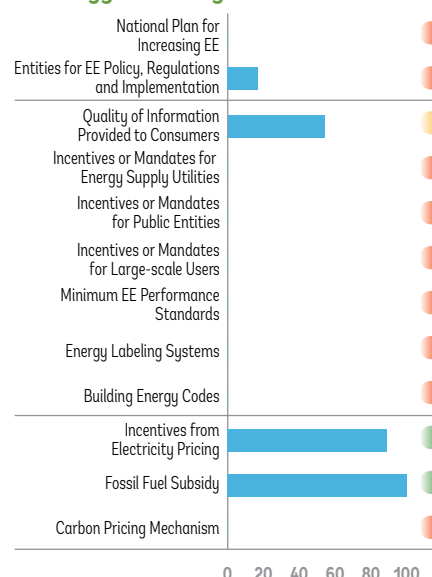 National Plan for
Increasing EE
Entities for EE Policy, Regulations
and Implementation
Quality of Information
Provided to Consumers
Incentives or Mandates for
Energy Supply Utilities
Incentives or Mandates
for Public Entities
Incentives or Mandates
for Large-scale Users
Minimum EE Performance
Standards
Energy Labeling Systems
Building Energy Codes
Incentives from
Electricity Pricing
Fossil Fuel Subsidy
Carbon Pricing Mechanism
0 20 40 60 80 100